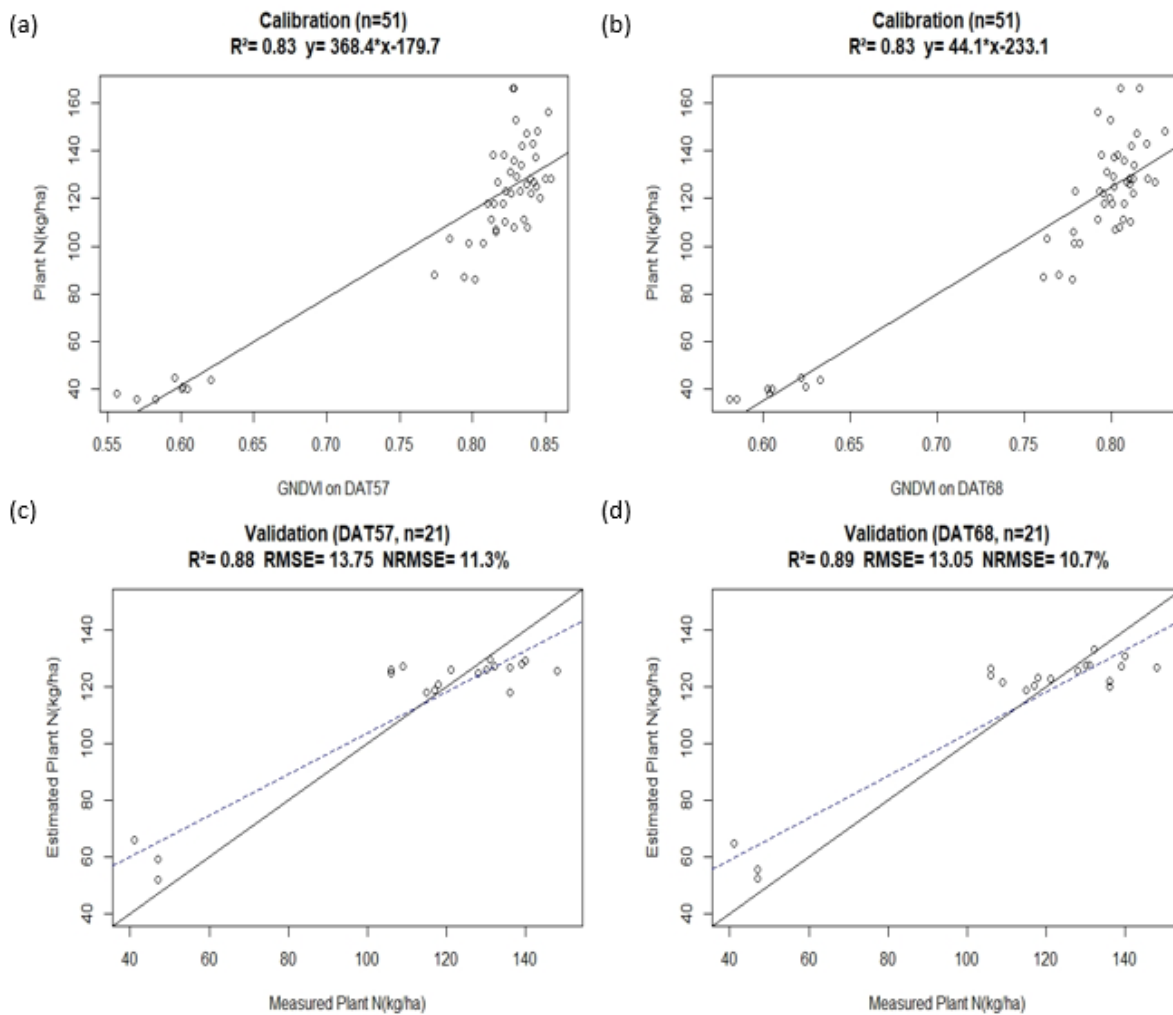 (a)
Calibration (n=51)
R²= 0.83 y= 368.4*x-179.7
Plant N(kg/ha)
160
140
120
100
80
60
40
0.55 0.60 0.65 0.70 0.75 0.80 0.85
GNDVI on DAT57
(b)
Calibration (n=51)
R²= 0.83 y= 44.1*x-233.1
Plant N(kg/ha)
160
140
120
100
80
60
40
0.60 0.65 0.70 0.75 0.80
GNDVI on DAT68
(c)
Validation (DAT57, n=21)
R²= 0.88 RMSE= 13.75 NRMSE= 11.3%
Estimated Plant N(kg/ha)
140
120
100
80
60
40
40 60 80 100 120 140
Measured Plant N(kg/ha)
(d)
Validation (DAT68, n=21)
R²= 0.89 RMSE= 13.05 NRMSE= 10.7%
Estimated Plant N(kg/ha)
140
120
100
80
60
40
40 60 80 100 120 140
Measured Plant N(kg/ha)